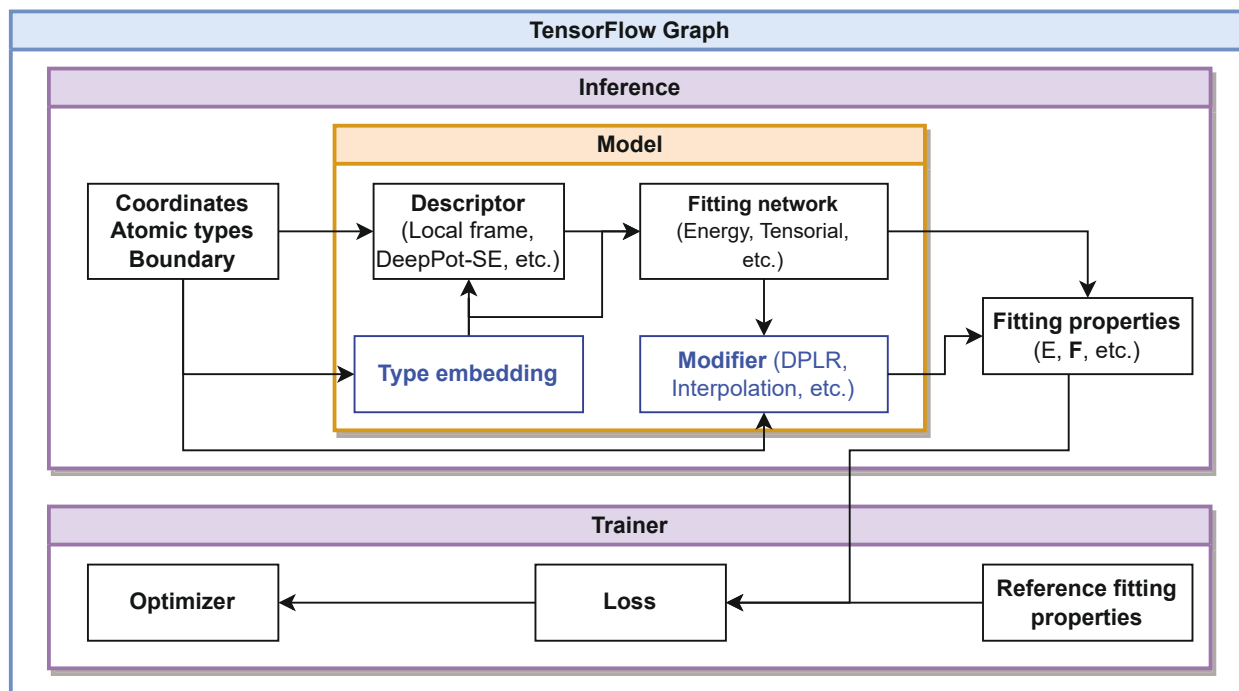 TensorFlow Graph
Inference
Model
Coordinates
Atomic types
Boundary
Descriptor
(Local frame,
DeepPot-SE, etc.)
Fitting network
(Energy, Tensorial,
etc.)
Type embedding
Modifier (DPLR,
Interpolation, etc.)
Fitting properties
(E, F, etc.)
Trainer
Optimizer
Loss
Reference fitting
properties